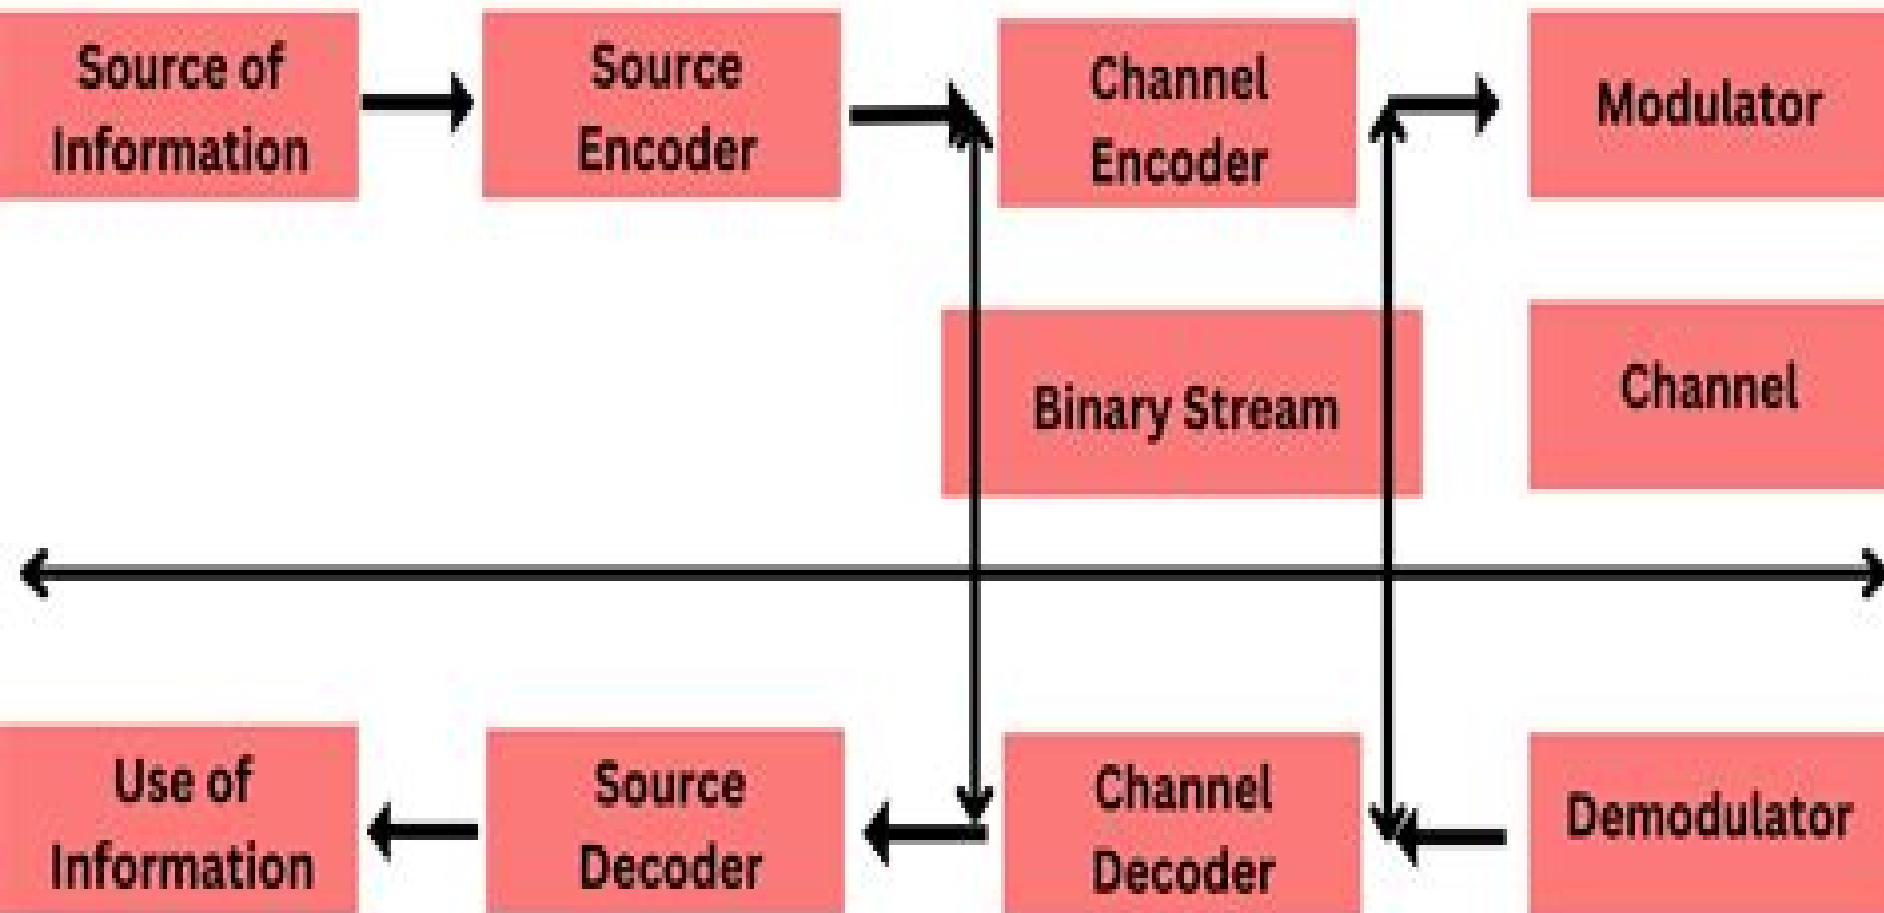 Source of
Information
Source
Encoder
Channel
Encoder
Modulator
Binary Stream
Channel
Use of
Information
Source
Decoder
Channel
Decoder
Demodulator